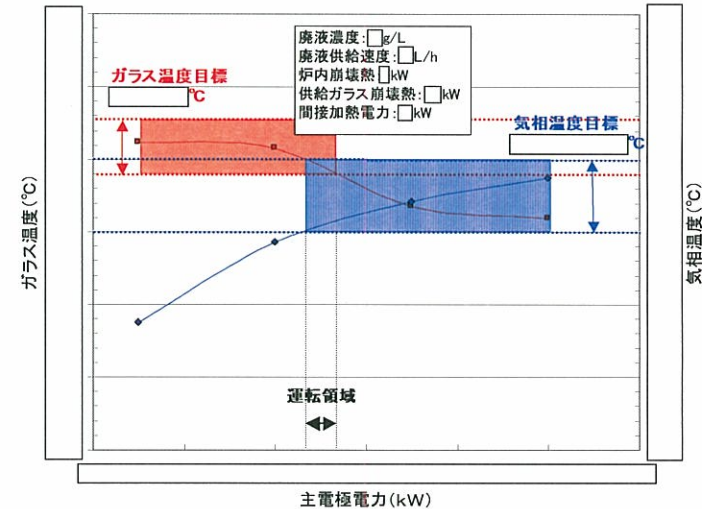 廃液濃度:□g/L
廃液供給速度:□L/h
炉内崩壊熱□kW
供給ガラス崩壊熱:□kW
間接加熱電力:□kW
ガラス温度目標
℃
気相温度目標
℃
ガラス温度(℃)
気相温度(℃)
運転領域
主電極電力(kW)